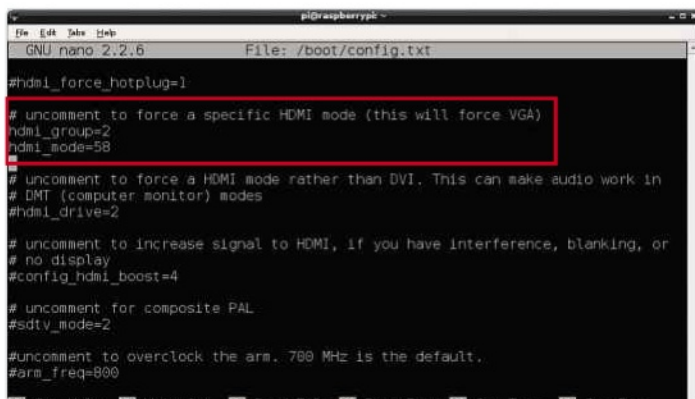 pi@raspberrypi: ~
File Edit Tabs Help
GNU nano 2.2.6 File: /boot/config.txt
#hdmi_force_hotplug=1
# uncomment to force a specific HDMI mode (this will force VGA)
hdmi_group=2
hdmi_mode=58
# uncomment to force a HDMI mode rather than DVI. This can make audio work in
# DMT (computer monitor) modes
#hdmi_drive=2
# uncomment to increase signal to HDMI, if you have interference, blanking, or
# no display
#config_hdmi_boost=4
# uncomment for composite PAL
#sdtv_mode=2
#uncomment to overclock the arm. 700 MHz is the default.
#arm_freq=800